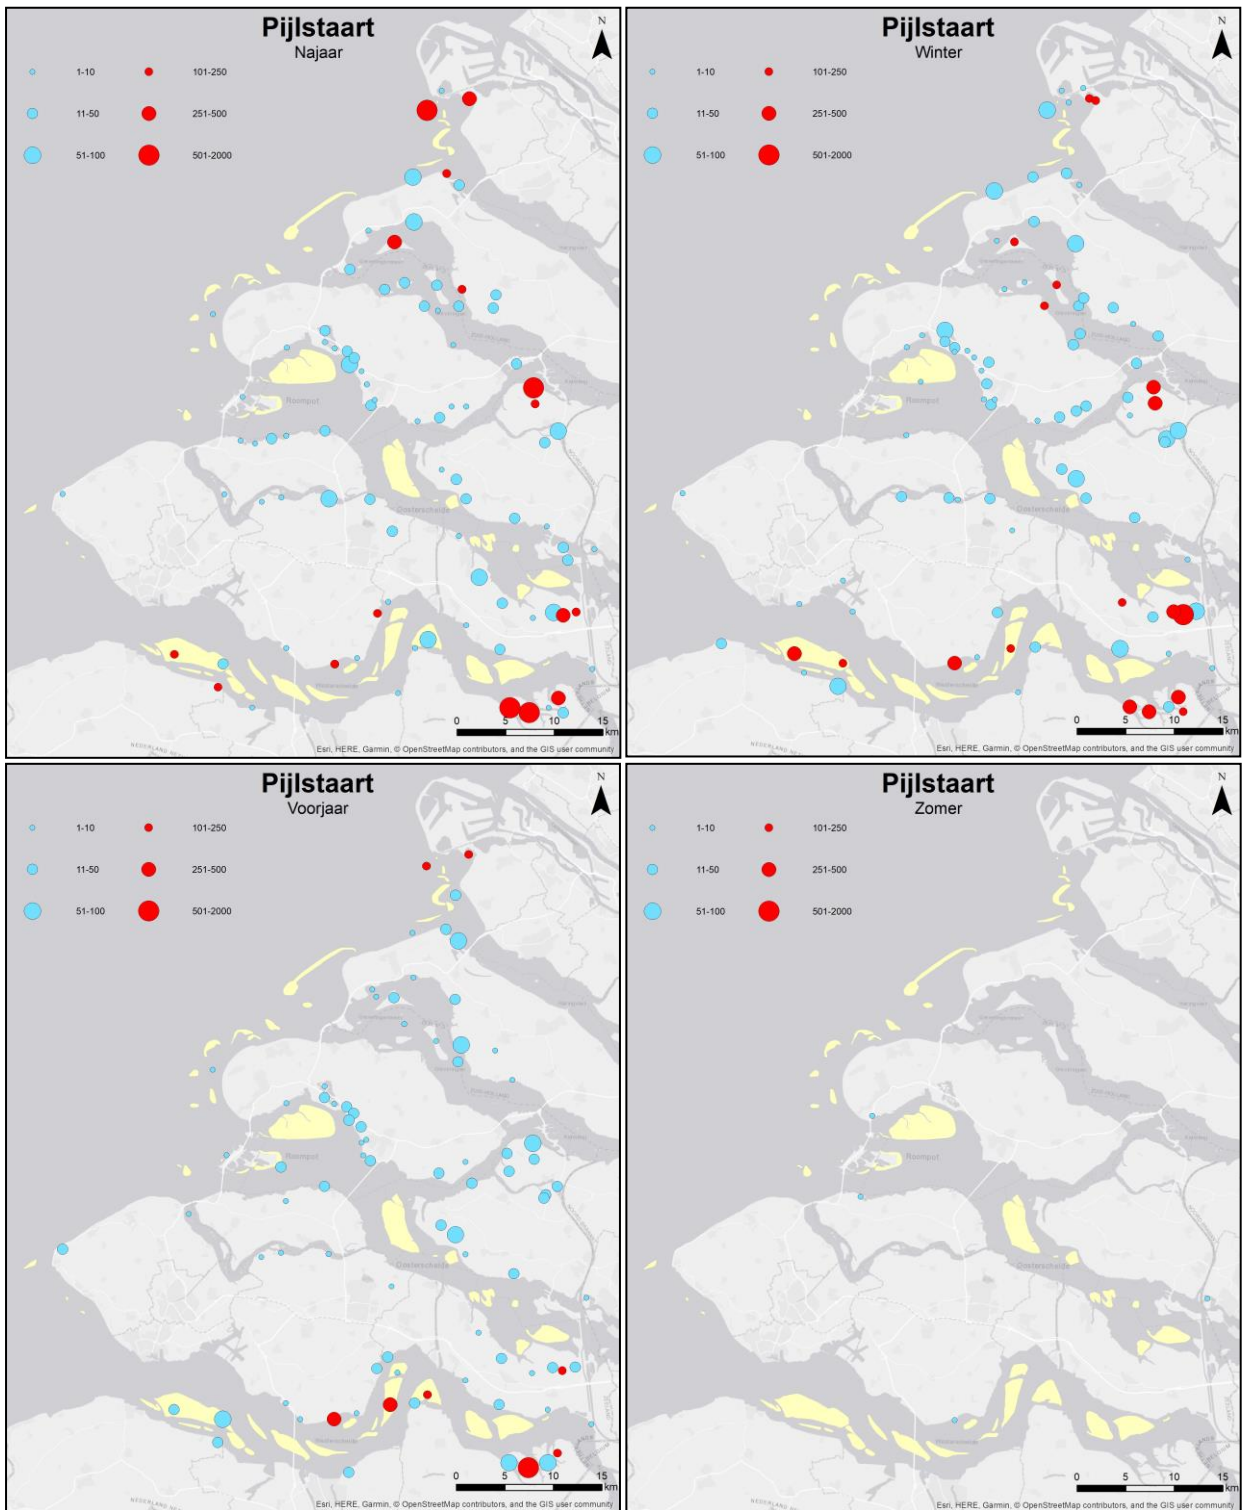 Pijlstaart
Najaar
N
1-10
101-250
11-50
251-500
51-100
501-2000
Roompot
Oosterschelde
Westerschelde
0 5 10 15
km
Esri, HERE, Garmin, © OpenStreetMap contributors, and the GIS user community
Pijlstaart
Winter
N
1-10
101-250
11-50
251-500
51-100
501-2000
Roompot
Oosterschelde
Westerschelde
0 5 10 15
km
Esri, HERE, Garmin, © OpenStreetMap contributors, and the GIS user community
Pijlstaart
Voorjaar
N
1-10
101-250
11-50
251-500
51-100
501-2000
Roompot
Oosterschelde
Westerschelde
0 5 10 15
km
Esri, HERE, Garmin, © OpenStreetMap contributors, and the GIS user community
Pijlstaart
Zomer
N
1-10
101-250
11-50
251-500
51-100
501-2000
Roompot
Oosterschelde
Westerschelde
0 5 10 15
km
Esri, HERE, Garmin, © OpenStreetMap contributors, and the GIS user community